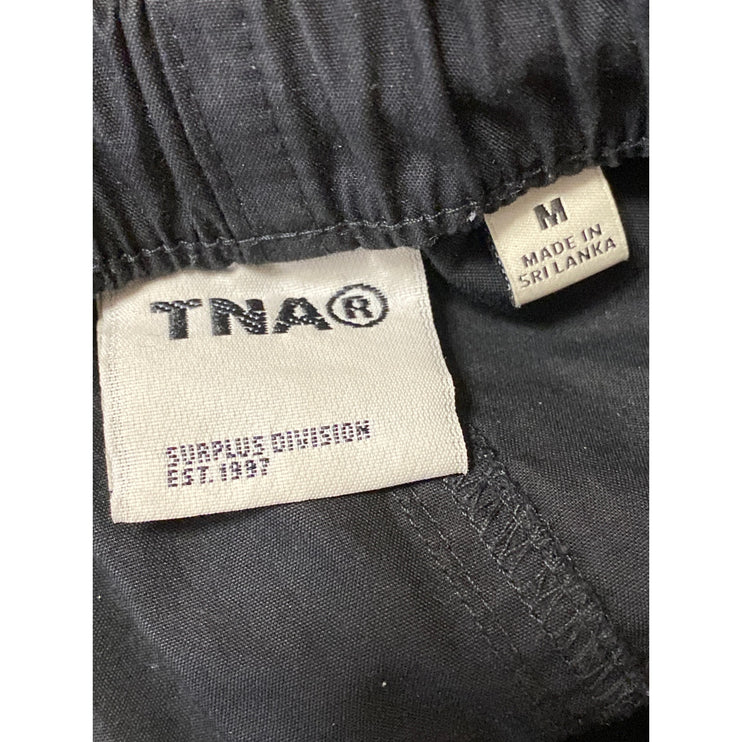 TNA®
SURPLUS DIVISION
EST. 1997
M
MADE IN
SRI LANKA